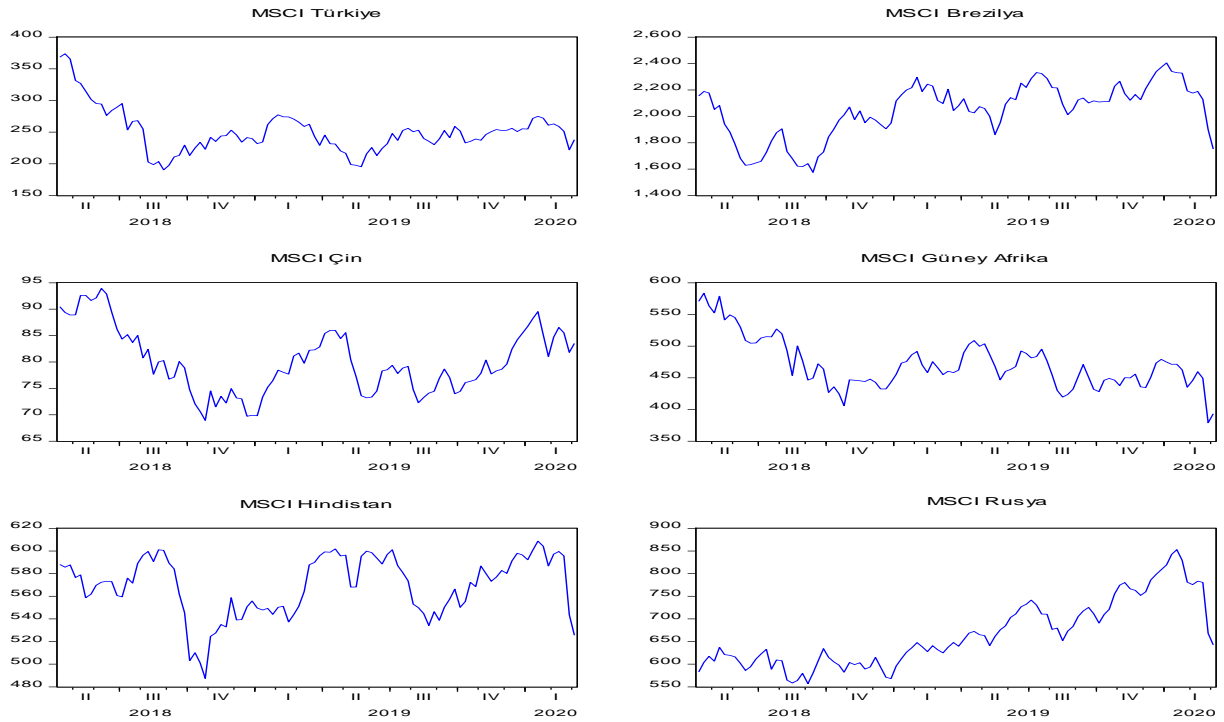 MSCI Türkiye
400
350
300
250
200
150
II III IV I II III IV I
2018 2019 2020
MSCI Brezilya
2,600
2,400
2,200
2,000
1,800
1,600
1,400
II III IV I II III IV I
2018 2019 2020
MSCI Çin
95
90
85
80
75
70
65
II III IV I II III IV I
2018 2019 2020
MSCI Güney Afrika
600
550
500
450
400
350
II III IV I II III IV I
2018 2019 2020
MSCI Hindistan
620
600
580
560
540
520
500
480
II III IV I II III IV I
2018 2019 2020
MSCI Rusya
900
850
800
750
700
650
600
550
II III IV I II III IV I
2018 2019 2020